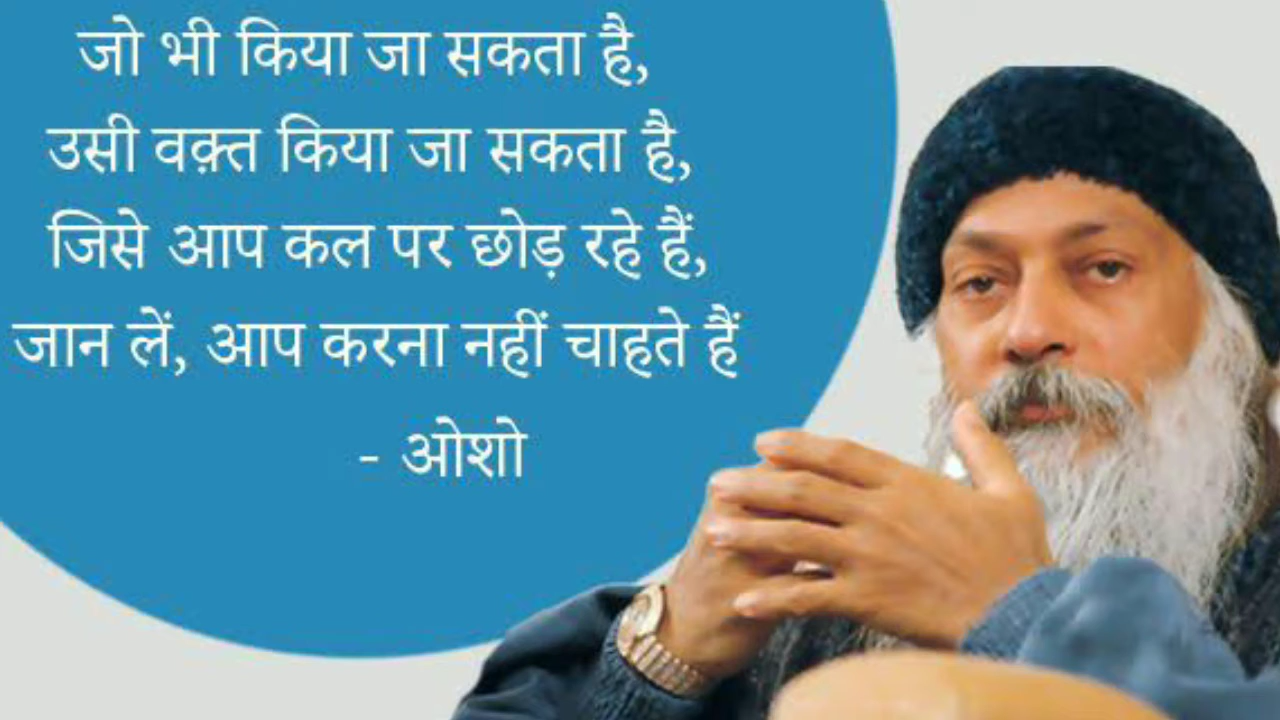 जो भी किया जा सकता है,
उसी वक़्त किया जा सकता है,
जिसे आप कल पर छोड़ रहे हैं,
जान लें, आप करना नहीं चाहते हैं
- ओशो